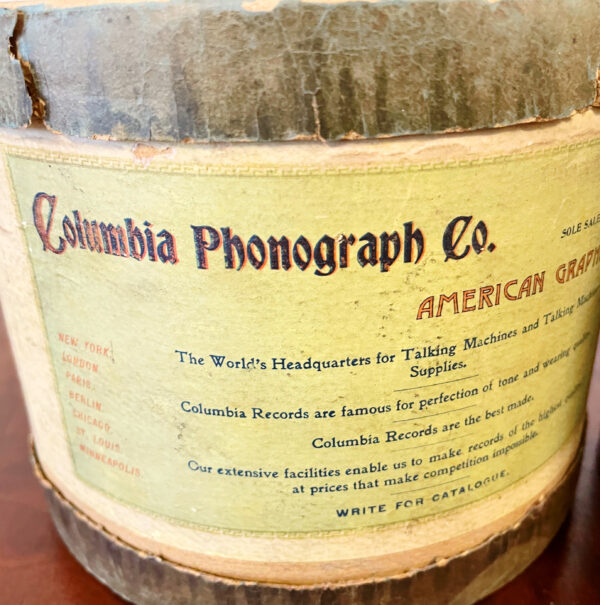 Columbia Phonograph Co.
SOLE SALE
AMERICAN GRAPH
The World's Headquarters for Talking Machines and Talking Machine
Supplies.
Columbia Records are famous for perfection of tone and wearing
Columbia Records are the best made.
Our extensive facilities enable us to make records of the highest
at prices that make competition impossible.
WRITE FOR CATALOGUE.
NEW YORK.
LONDON.
PARIS.
BERLIN.
CHICAGO.
ST. LOUIS.
MINNEAPOLIS